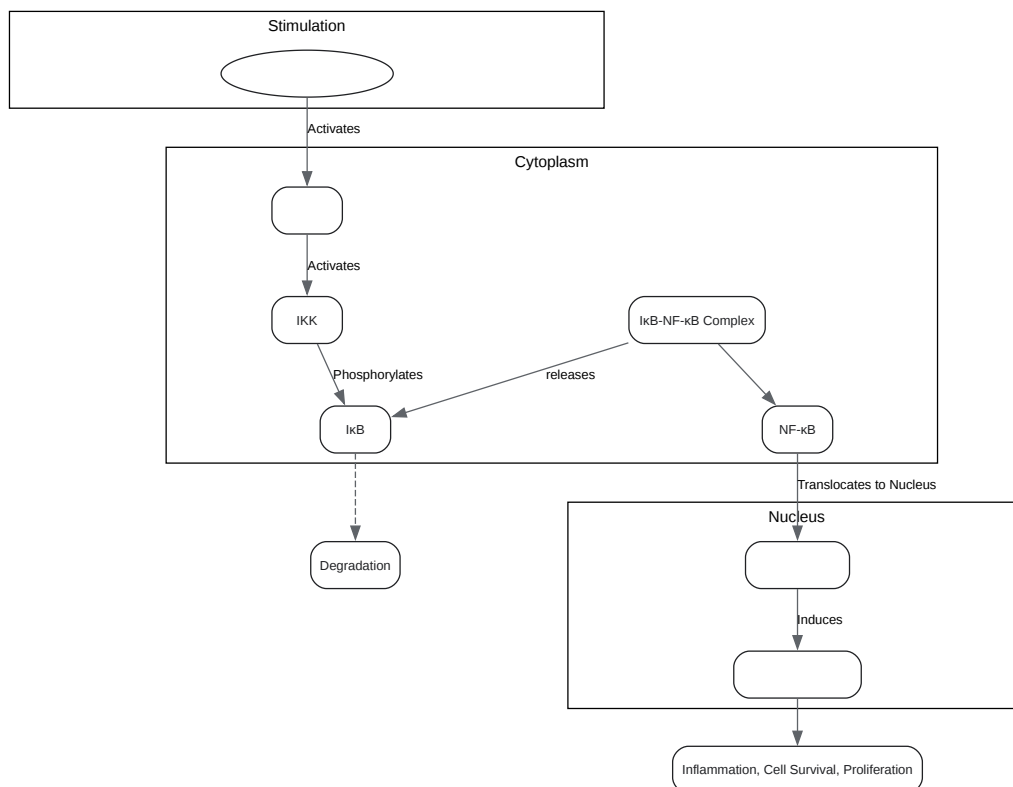 Stimulation
Activates
Cytoplasm
Activates
IKK
IκB-NF-κB Complex
Phosphorylates
releases
IκB
NF-κB
Translocates to Nucleus
Nucleus
Degradation
Induces
Inflammation, Cell Survival, Proliferation